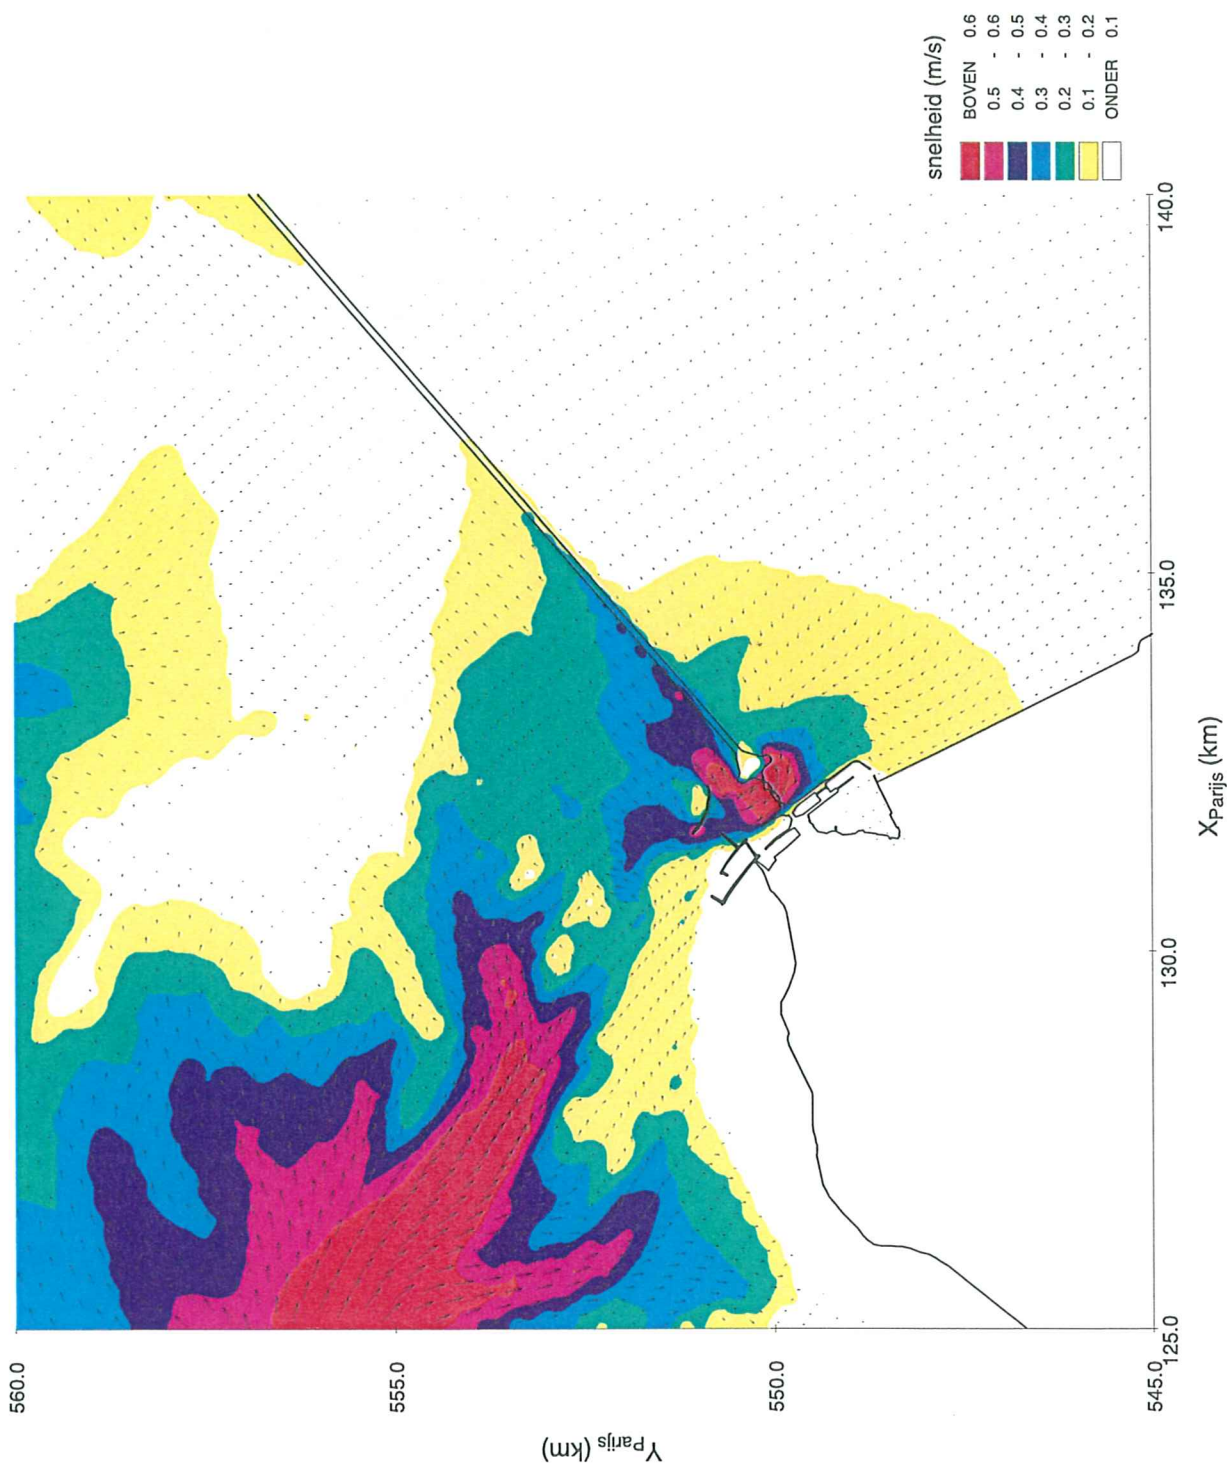 snelheid (m/s)
BOVEN 0.6
0.5 - 0.6
0.4 - 0.5
0.3 - 0.4
0.2 - 0.3
0.1 - 0.2
ONDER 0.1
560.0
555.0
550.0
545.0
Y Parijs (km)
125.0
130.0
135.0
140.0
X Parijs (km)